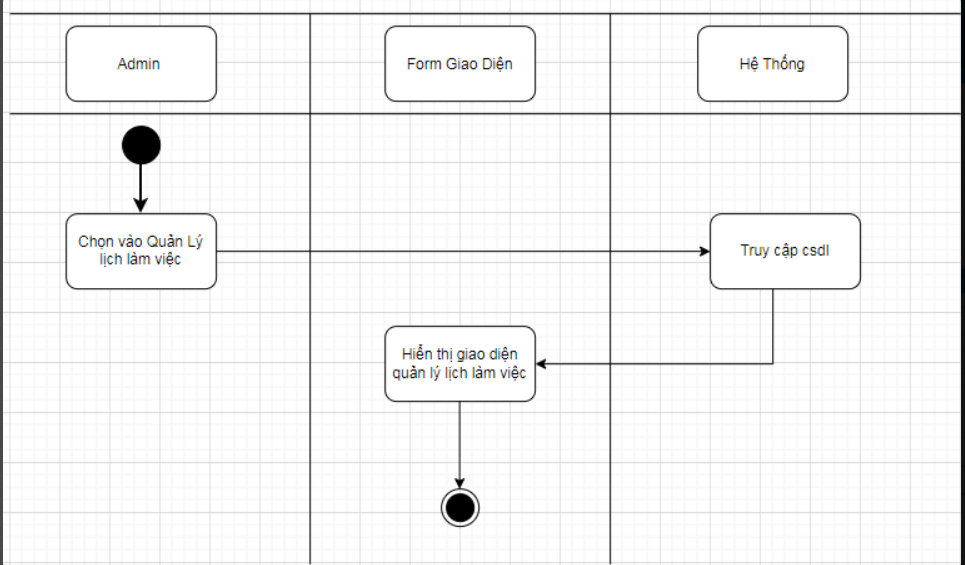 Admin
Form Giao Diện
Hệ Thống
Chọn vào Quản Lý
lịch làm việc
Truy cập csdl
Hiển thị giao diện
quản lý lịch làm việc